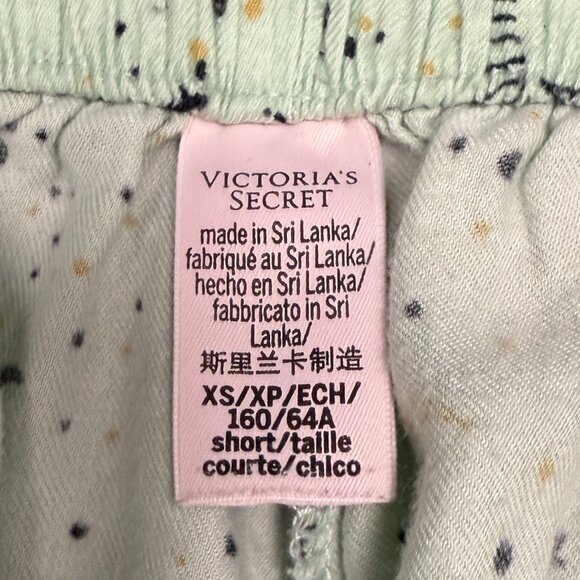 VICTORIA'S
SECRET
made in Sri Lanka/
fabriqué au Sri Lanka/
hecho en Sri Lanka/
fabbricato in Sri
Lanka/
斯里兰卡制造
XS/XP/ECH/
160/64A
short/taille
courte/chico